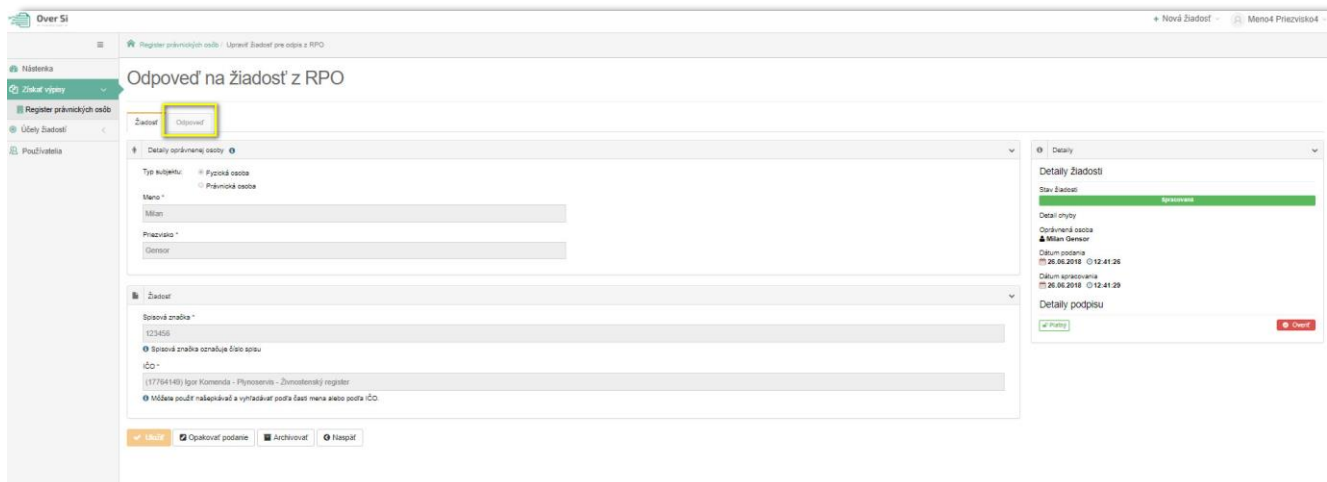 Over Si
+ Nová žiadosť
Meno4 Priezvisko4
Register právnických osôb / Upraviť žiadosť pre odpis z RPO
Nástenka
Získať výpisy
Register právnických osôb
Účely žiadostí
Používatelia
Odpoveď na žiadosť z RPO
Žiadosť
Odpoveď
Detaily oprávnenej osoby
Typ subjektu:
Fyzická osoba
Právnická osoba
Meno *
Milan
Priezvisko *
Gensor
Žiadosť
Spisová značka *
123456
Spisová značka označuje číslo spisu
IČO *
(17764149) Igor Komenda - Plynoservis - Živnostenský register
Môžete použiť našepkávač a vyhľadávať podľa časti mena alebo podľa IČO.
Uložiť
Opakovať podanie
Archivovať
Naspäť
Detaily
Detaily žiadosti
Stav žiadosti
Spracovaná
Detail chyby
Oprávnená osoba
Milan Gensor
Dátum podania
26.06.2018 12:41:26
Dátum spracovania
26.06.2018 12:41:29
Detaily podpisu
Platný
Overiť